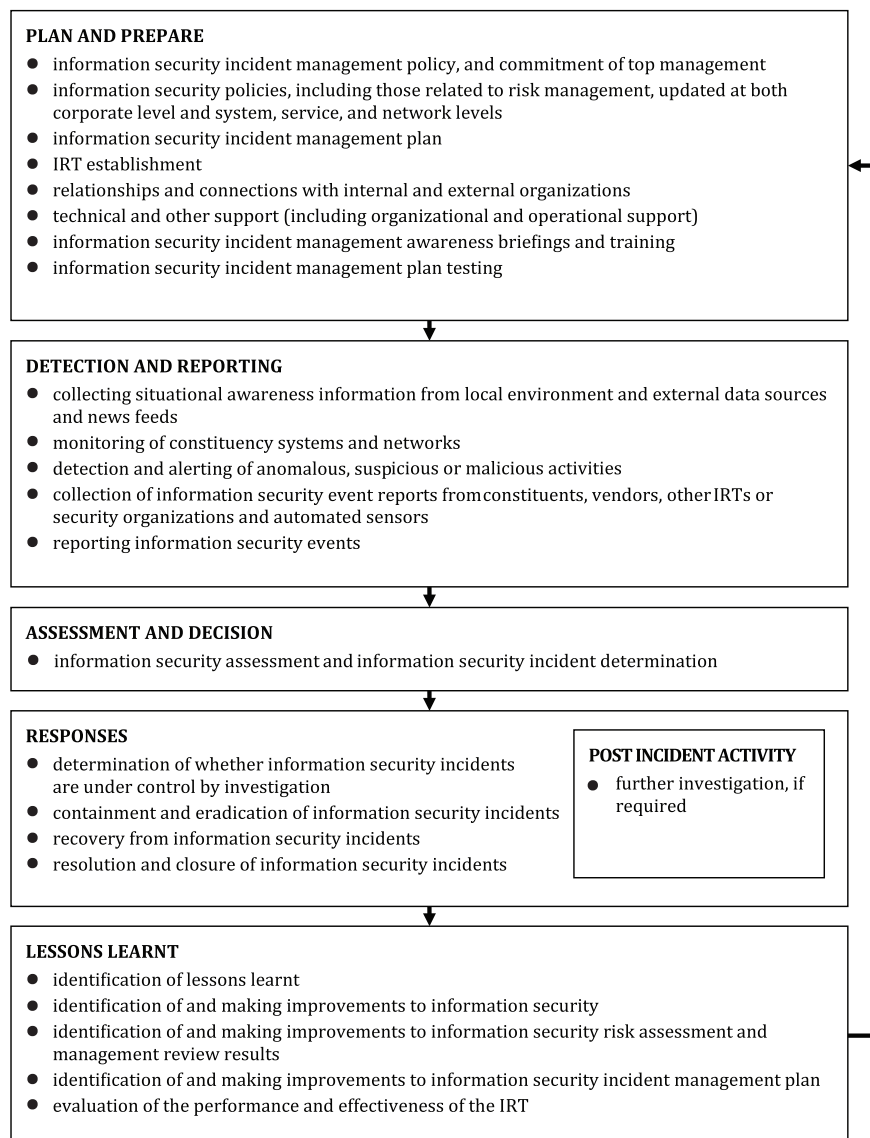 PLAN AND PREPARE
● information security incident management policy, and commitment of top management
● information security policies, including those related to risk management, updated at both
corporate level and system, service, and network levels
● information security incident management plan
● IRT establishment
● relationships and connections with internal and external organizations
● technical and other support (including organizational and operational support)
● information security incident management awareness briefings and training
● information security incident management plan testing
DETECTION AND REPORTING
● collecting situational awareness information from local environment and external data sources
and news feeds
● monitoring of constituency systems and networks
● detection and alerting of anomalous, suspicious or malicious activities
● collection of information security event reports from constituents, vendors, other IRTs or
security organizations and automated sensors
● reporting information security events
ASSESSMENT AND DECISION
● information security assessment and information security incident determination
RESPONSES
● determination of whether information security incidents
are under control by investigation
● containment and eradication of information security incidents
● recovery from information security incidents
● resolution and closure of information security incidents
POST INCIDENT ACTIVITY
● further investigation, if
required
LESSONS LEARNT
● identification of lessons learnt
● identification of and making improvements to information security
● identification of and making improvements to information security risk assessment and
management review results
● identification of and making improvements to information security incident management plan
● evaluation of the performance and effectiveness of the IRT